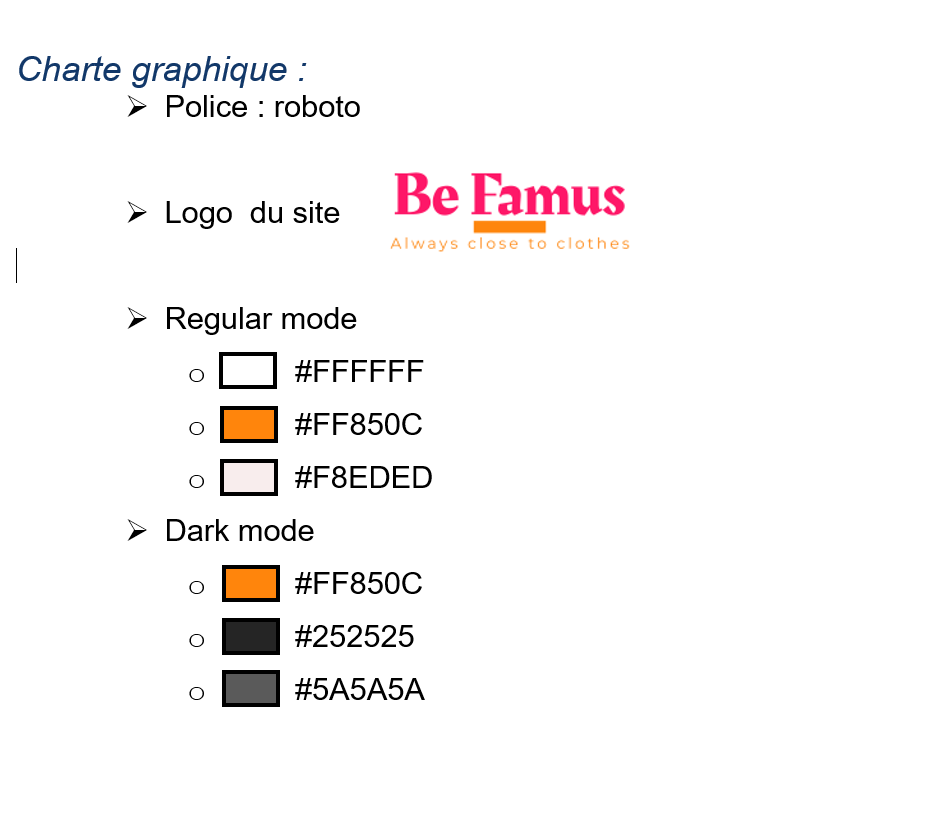 Charte graphique :
Police : roboto
Logo du site
Be Famus
Always close to clothes
Regular mode
#FFFFFF
#FF850C
#F8EDED
Dark mode
#FF850C
#252525
#5A5A5A